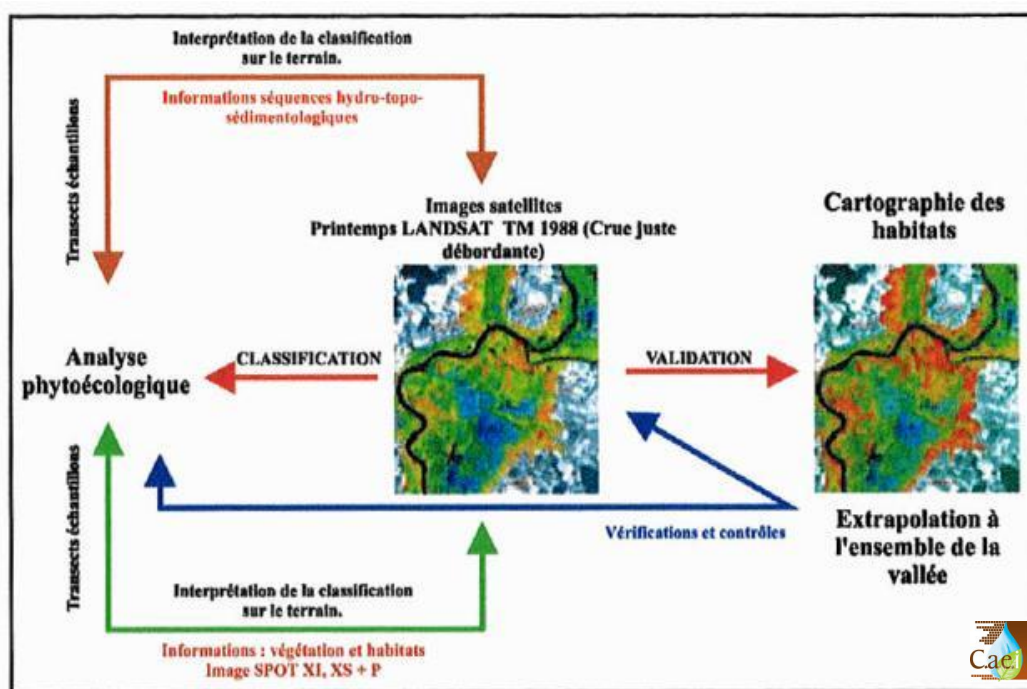 Interprétation de la classification
sur le terrain.
Informations séquences hydro-topo-
sédimentologiques
Transects échantillons
Images satellites
Printemps LANDSAT TM 1988 (Crue juste
débordante)
Cartographie des
habitats
Analyse
phytoécologique
CLASSIFICATION
VALIDATION
Transects échantillons
Vérifications et contrôles
Extrapolation à
l'ensemble de la
vallée
Interprétation de la classification
sur le terrain.
Informations : végétation et habitats
Image SPOT XI, XS + P
C.ae.i